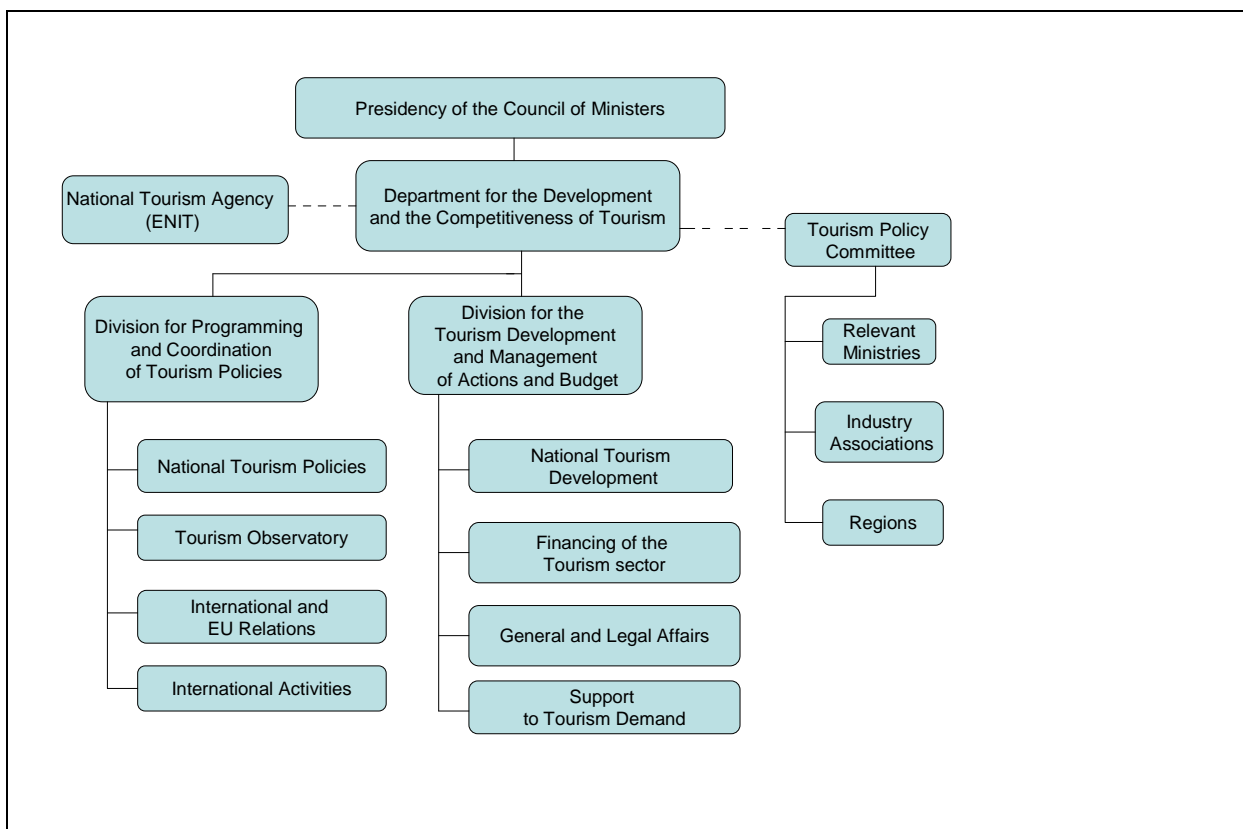 Presidency of the Council of Ministers
National Tourism Agency
(ENIT)
Department for the Development
and the Competitiveness of Tourism
Tourism Policy
Committee
Division for Programming
and Coordination
of Tourism Policies
Division for the
Tourism Development
and Management
of Actions and Budget
Relevant
Ministries
Industry
Associations
Regions
National Tourism Policies
Tourism Observatory
International and
EU Relations
International Activities
National Tourism
Development
Financing of the
Tourism sector
General and Legal Affairs
Support
to Tourism Demand